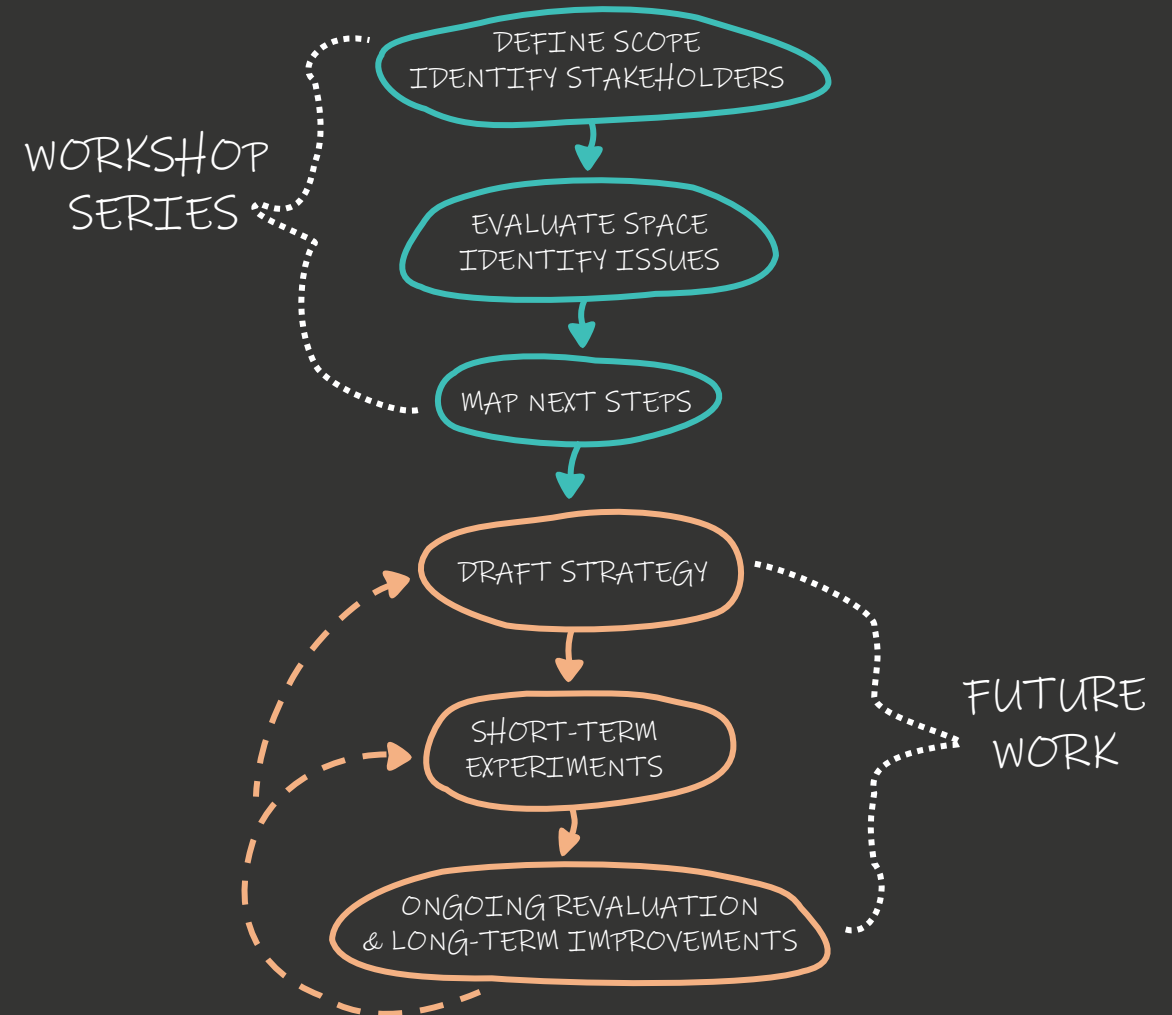 DEFINE SCOPE
IDENTIFY STAKEHOLDERS
WORKSHOP
SERIES
EVALUATE SPACE
IDENTIFY ISSUES
MAP NEXT STEPS
DRAFT STRATEGY
FUTURE
WORK
SHORT-TERM
EXPERIMENTS
ONGOING REVALUATION
& LONG-TERM IMPROVEMENTS